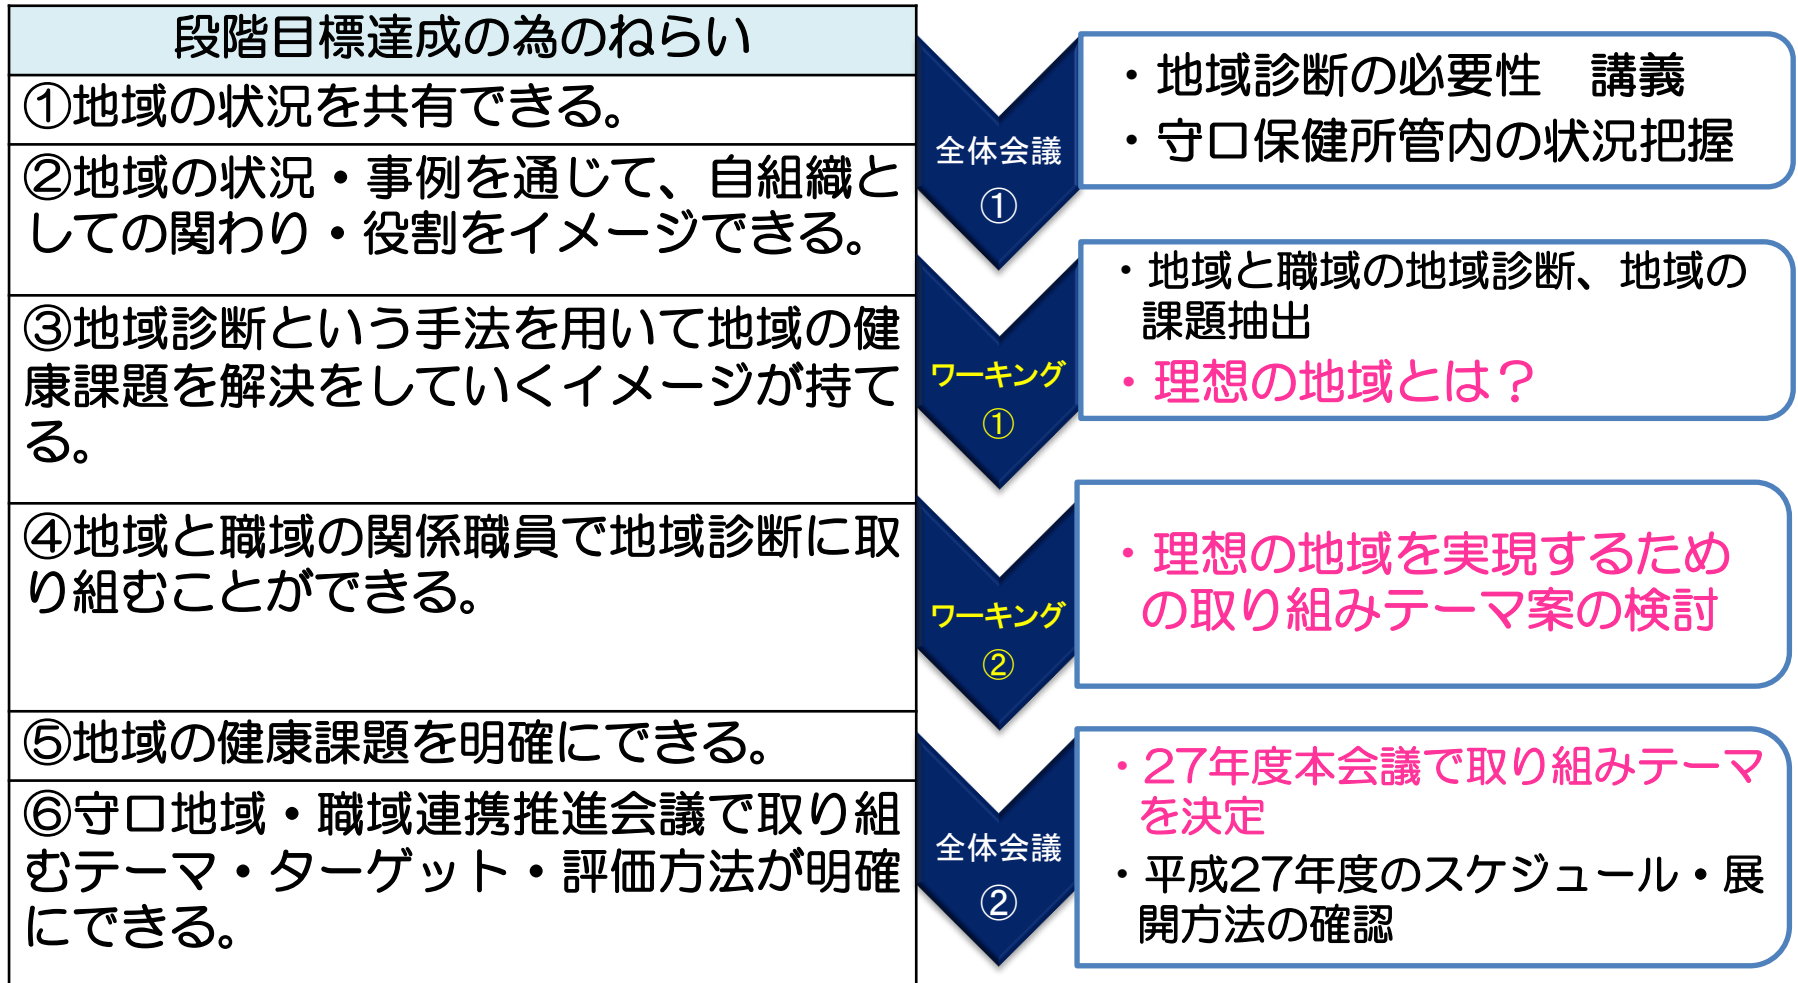 段階目標達成の為のねらい
①地域の状況を共有できる。
②地域の状況・事例を通じて、自組織と
しての関わり・役割をイメージできる。
③地域診断という手法を用いて地域の健
康課題を解決をしていくイメージが持て
る。
④地域と職域の関係職員で地域診断に取
り組むことができる。
⑤地域の健康課題を明確にできる。
⑥守口地域・職域連携推進会議で取り組
むテーマ・ターゲット・評価方法が明確
にできる。
全体会議
①
・地域診断の必要性　講義
・守口保健所管内の状況把握
ワーキング
①
・地域と職域の地域診断、地域の
課題抽出
・理想の地域とは？
ワーキング
②
・理想の地域を実現するため
の取り組みテーマ案の検討
全体会議
②
・27年度本会議で取り組みテーマ
を決定
・平成27年度のスケジュール・展
開方法の確認